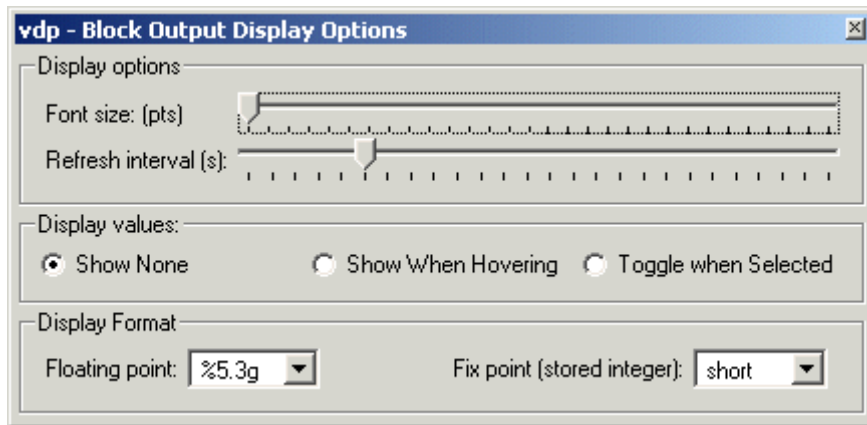 vdp - Block Output Display Options
Display options
Font size: (pts)
Refresh interval (s):
Display values:
Show None Show When Hovering Toggle when Selected
Display Format
Floating point: %5.3g Fix point (stored integer): short